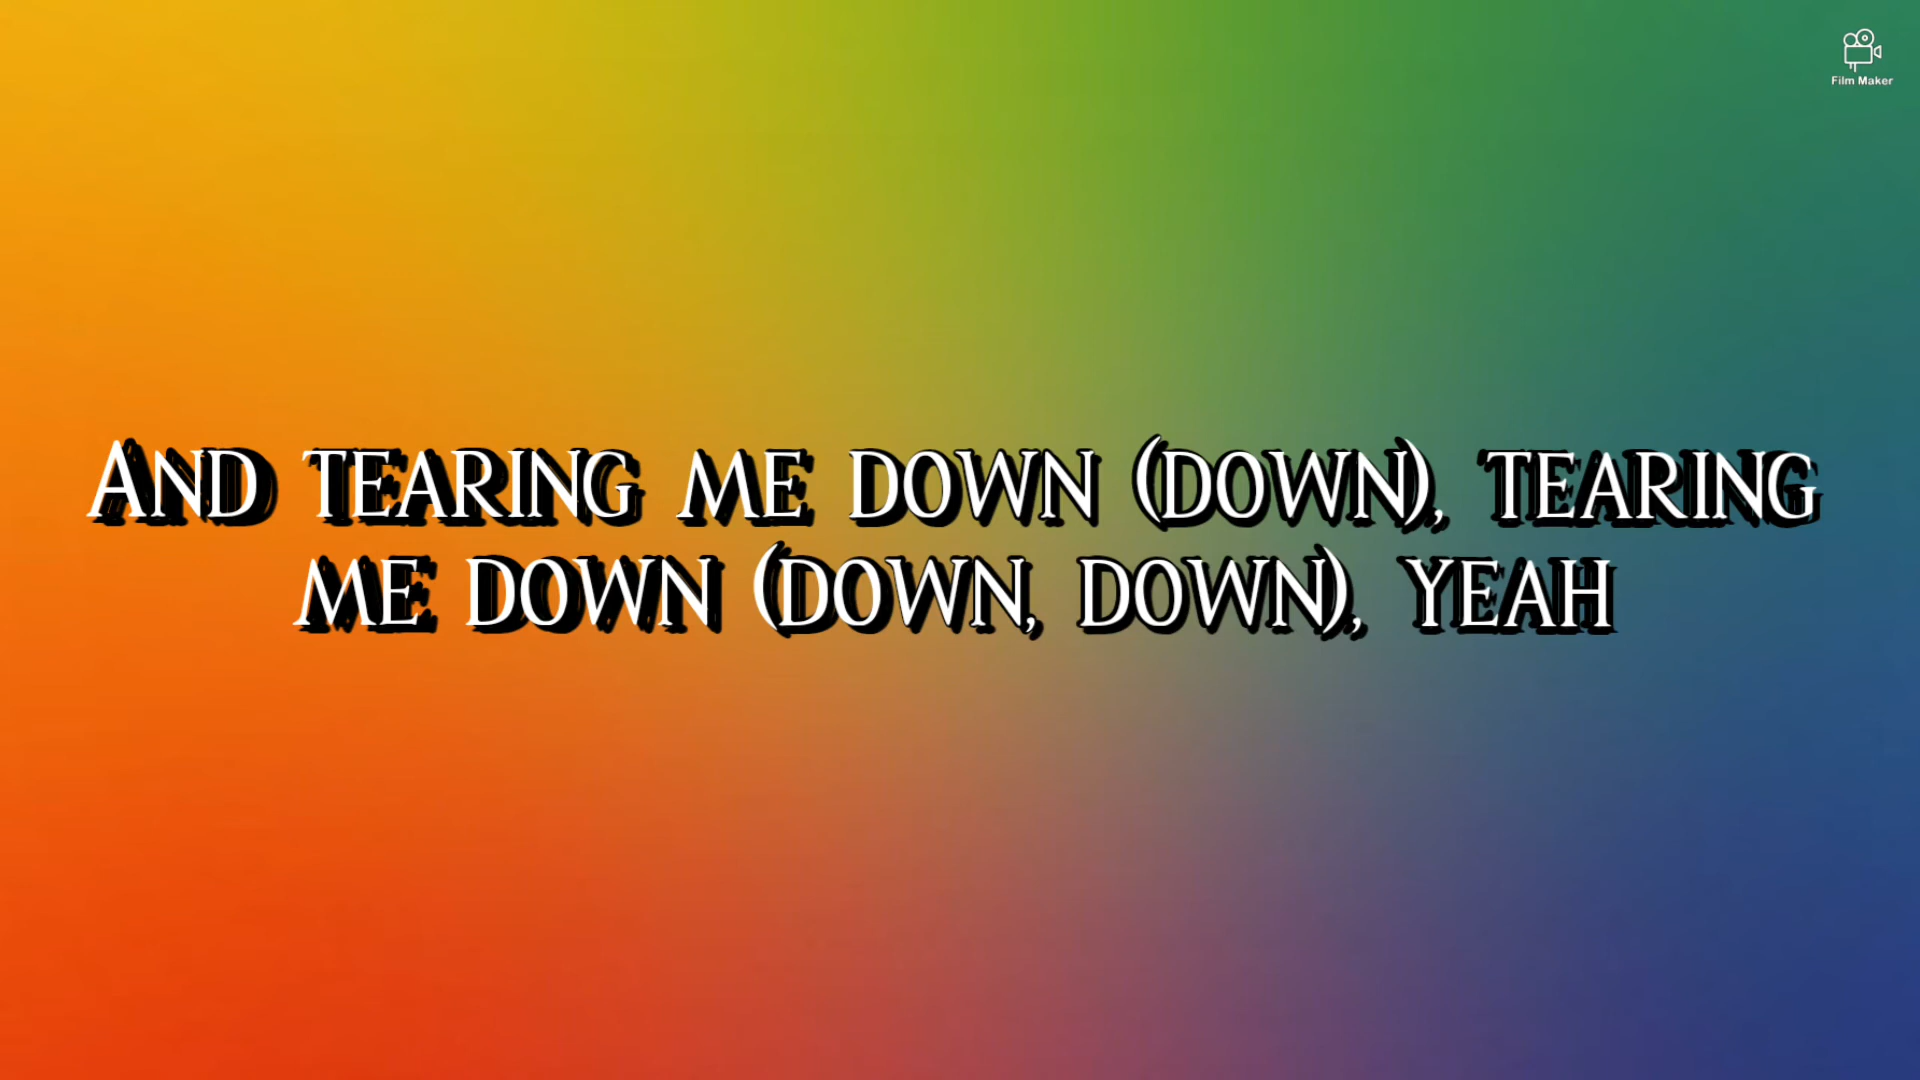 Film Maker
And tearing me down (down), tearing
me down (down, down), yeah